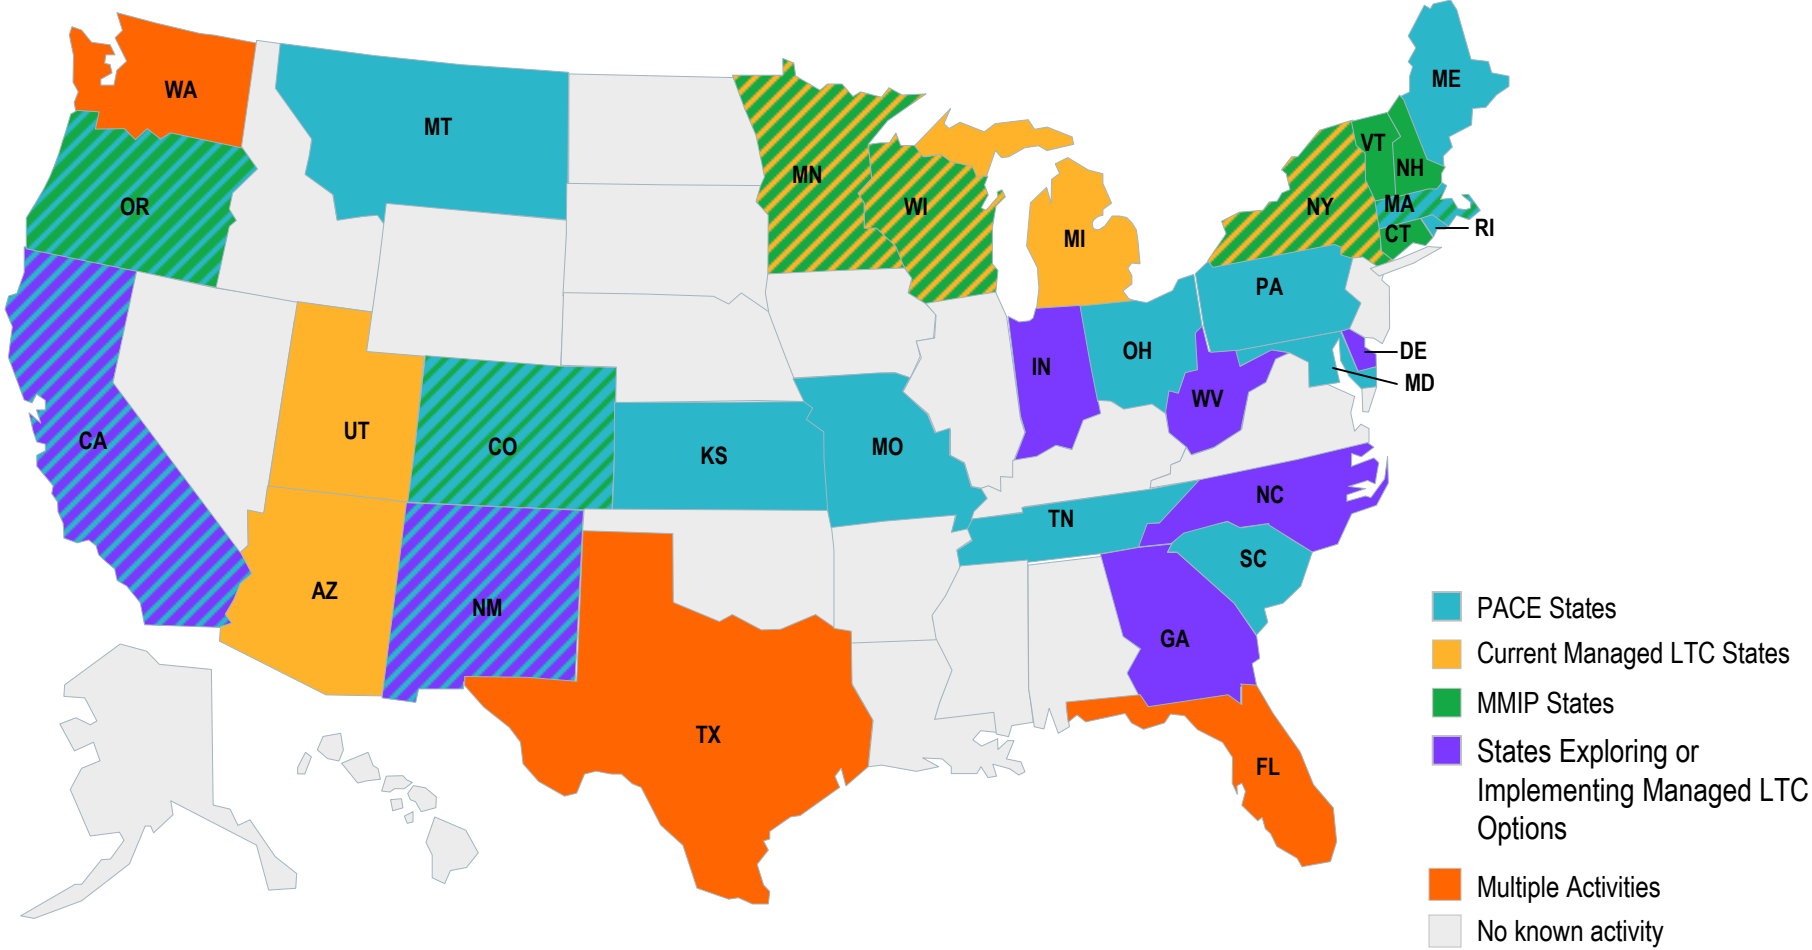 ME
WA
MT
VT
NH
MN
OR
WI
NY
MA
RI
CT
MI
PA
DE
OH
IN
MD
WV
UT
CA
CO
KS
MO
NC
TN
SC
AZ
NM
GA
TX
FL
PACE States
Current Managed LTC States
MMIP States
States Exploring or
Implementing Managed LTC
Options
Multiple Activities
No known activity